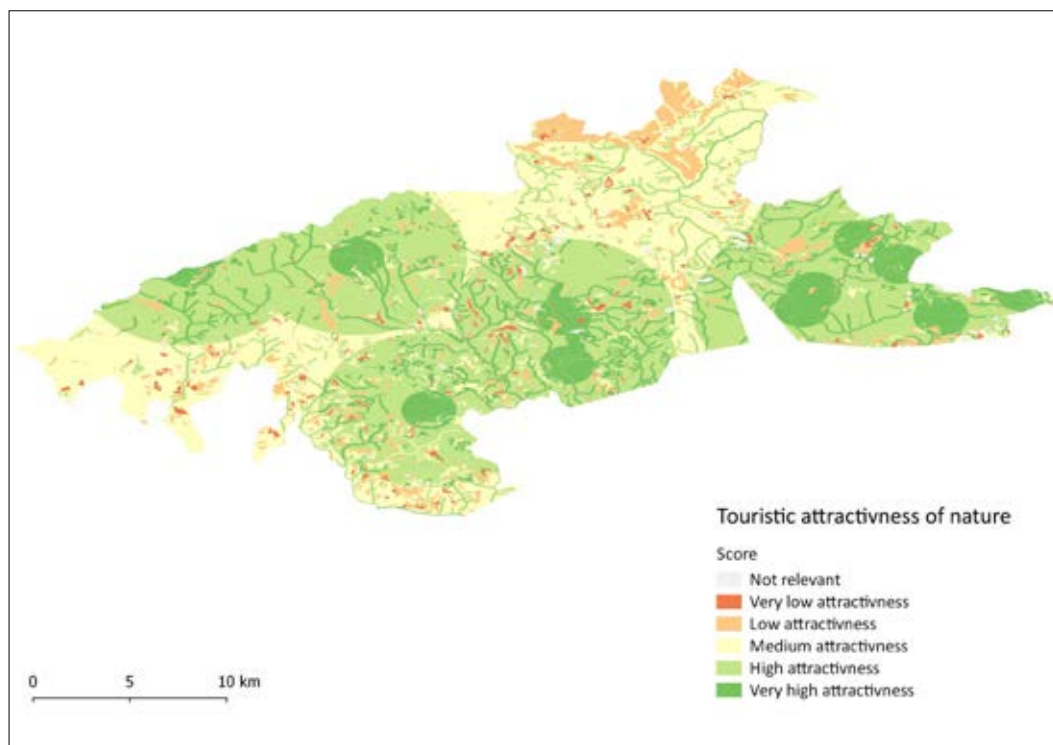 Touristic attractivness of nature
Score
Not relevant
Very low attractivness
Low attractivness
Medium attractivness
High attractivness
Very high attractivness
0 5 10 km